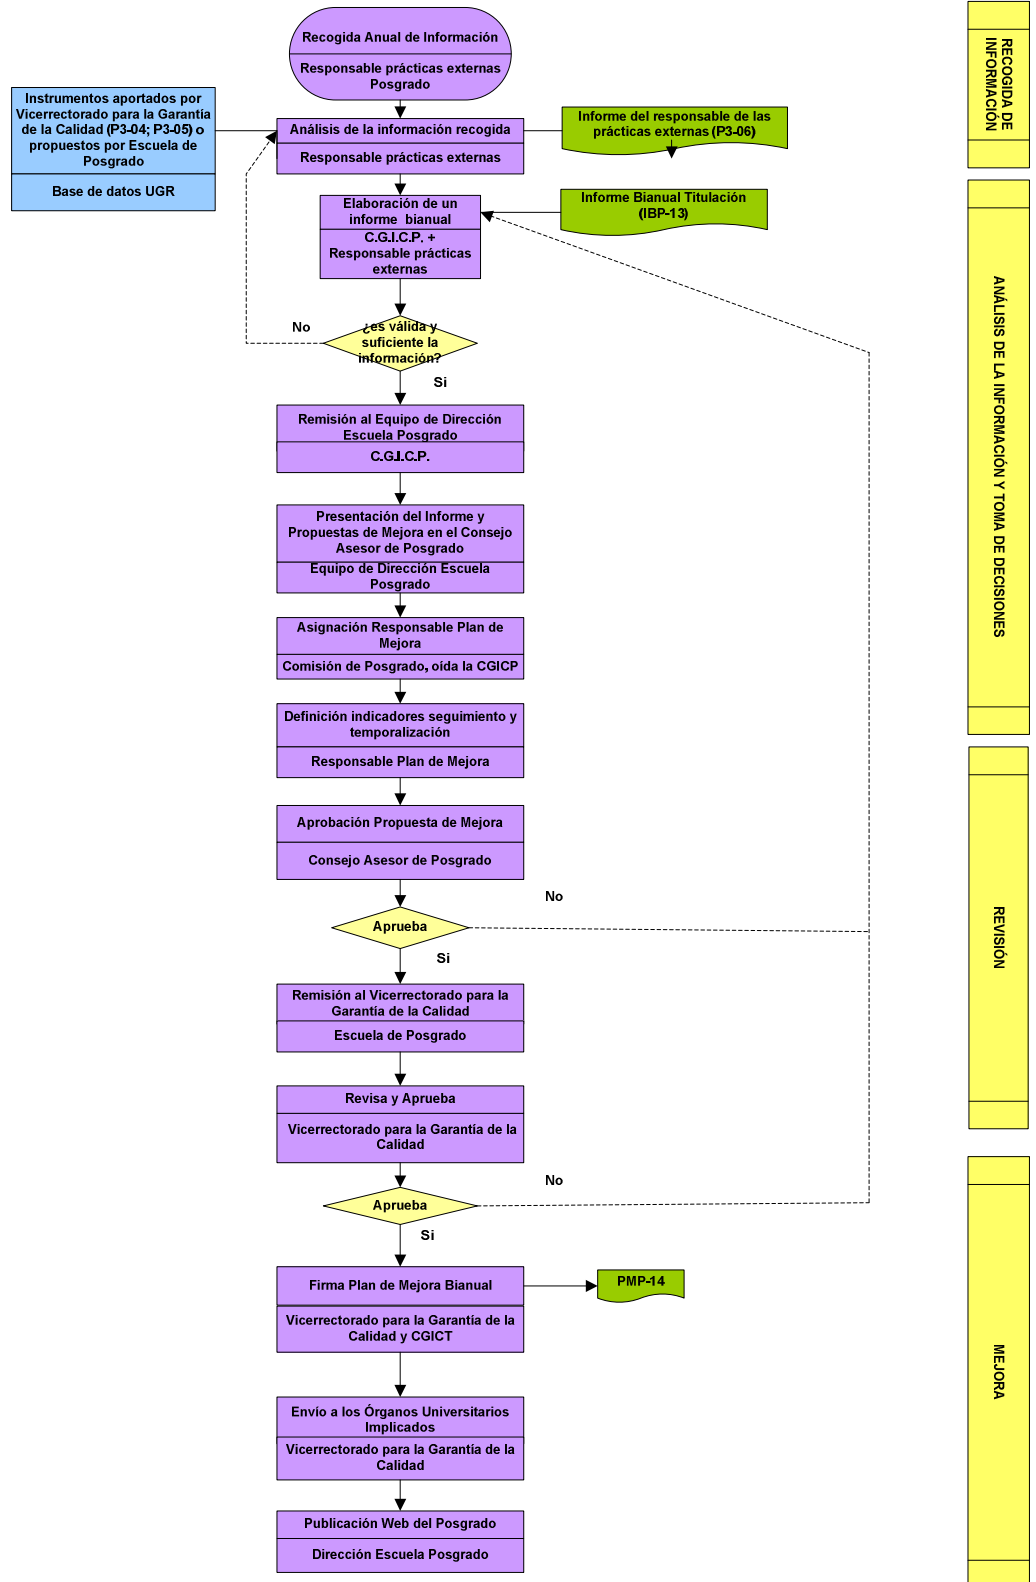 Recogida Anual de Información
Responsable prácticas externas
Posgrado
RECOGIDA DE
INFORMACIÓN
Instrumentos aportados por
Vicerrectorado para la Garantía
de la Calidad (P3-04; P3-05) o
propuestos por Escuela de
Posgrado
Base de datos UGR
Análisis de la información recogida
Responsable prácticas externas
Informe del responsable de las
prácticas externas (P3-06)
Elaboración de un
informe bianual
C.G.I.C.P. +
Responsable prácticas
externas
Informe Bianual Titulación
(IBP-13)
ANÁLISIS DE LA INFORMACIÓN Y TOMA DE DECISIONES
No
¿es válida y
suficiente la
información?
Si
Remisión al Equipo de Dirección
Escuela Posgrado
C.G.I.C.P.
Presentación del Informe y
Propuestas de Mejora en el Consejo
Asesor de Posgrado
Equipo de Dirección Escuela
Posgrado
Asignación Responsable Plan de
Mejora
Comisión de Posgrado, oída la CGICP
Definición indicadores seguimiento y
temporalización
Responsable Plan de Mejora
Aprobación Propuesta de Mejora
Consejo Asesor de Posgrado
No
Aprueba
Si
REVISIÓN
Remisión al Vicerrectorado para la
Garantía de la Calidad
Escuela de Posgrado
Revisa y Aprueba
Vicerrectorado para la Garantía de la
Calidad
No
Aprueba
Si
Firma Plan de Mejora Bianual
Vicerrectorado para la Garantía de la
Calidad y CGICT
PMP-14
MEJORA
Envío a los Órganos Universitarios
Implicados
Vicerrectorado para la Garantía de la
Calidad
Publicación Web del Posgrado
Dirección Escuela Posgrado